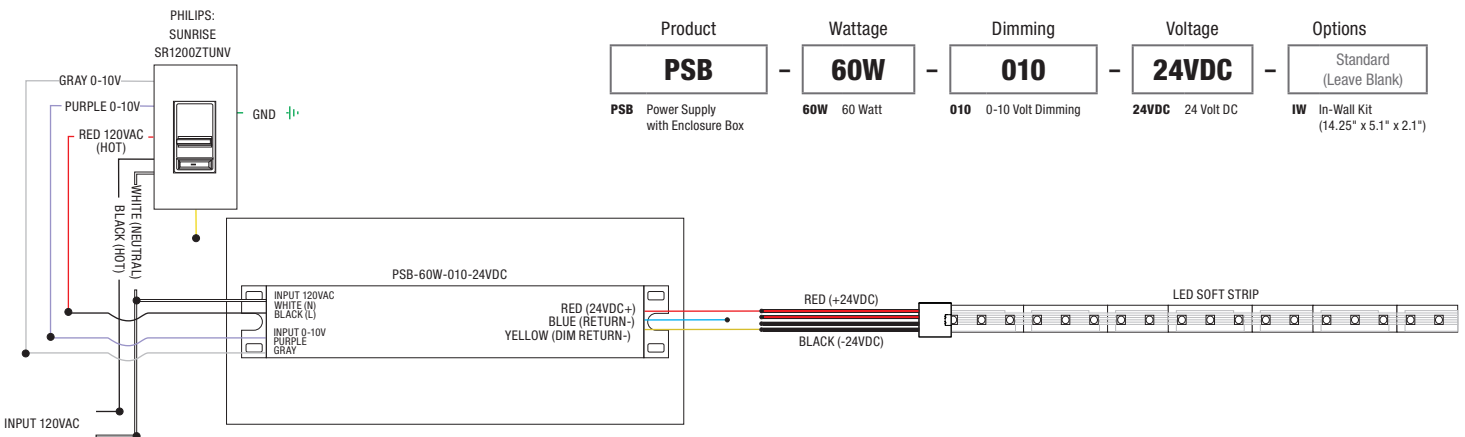 PHILIPS:
SUNRISE
SR1200ZTUNV
GRAY 0-10V
PURPLE 0-10V
RED 120VAC
(HOT)
GND
WHITE (NEUTRAL)
BLACK (HOT)
INPUT 120VAC
Product
Wattage
Dimming
Voltage
Options
PSB - 60W - 010 - 24VDC - Standard
(Leave Blank)
PSB Power Supply
with Enclosure Box
60W 60 Watt
010 0-10 Volt Dimming
24VDC 24 Volt DC
IW In-Wall Kit
(14.25" x 5.1" x 2.1")
PSB-60W-010-24VDC
INPUT 120VAC
WHITE (N)
BLACK (L)
INPUT 0-10V
PURPLE
GRAY
RED (24VDC+)
BLUE (RETURN-)
YELLOW (DIM RETURN-)
RED (+24VDC)
BLACK (-24VDC)
LED SOFT STRIP